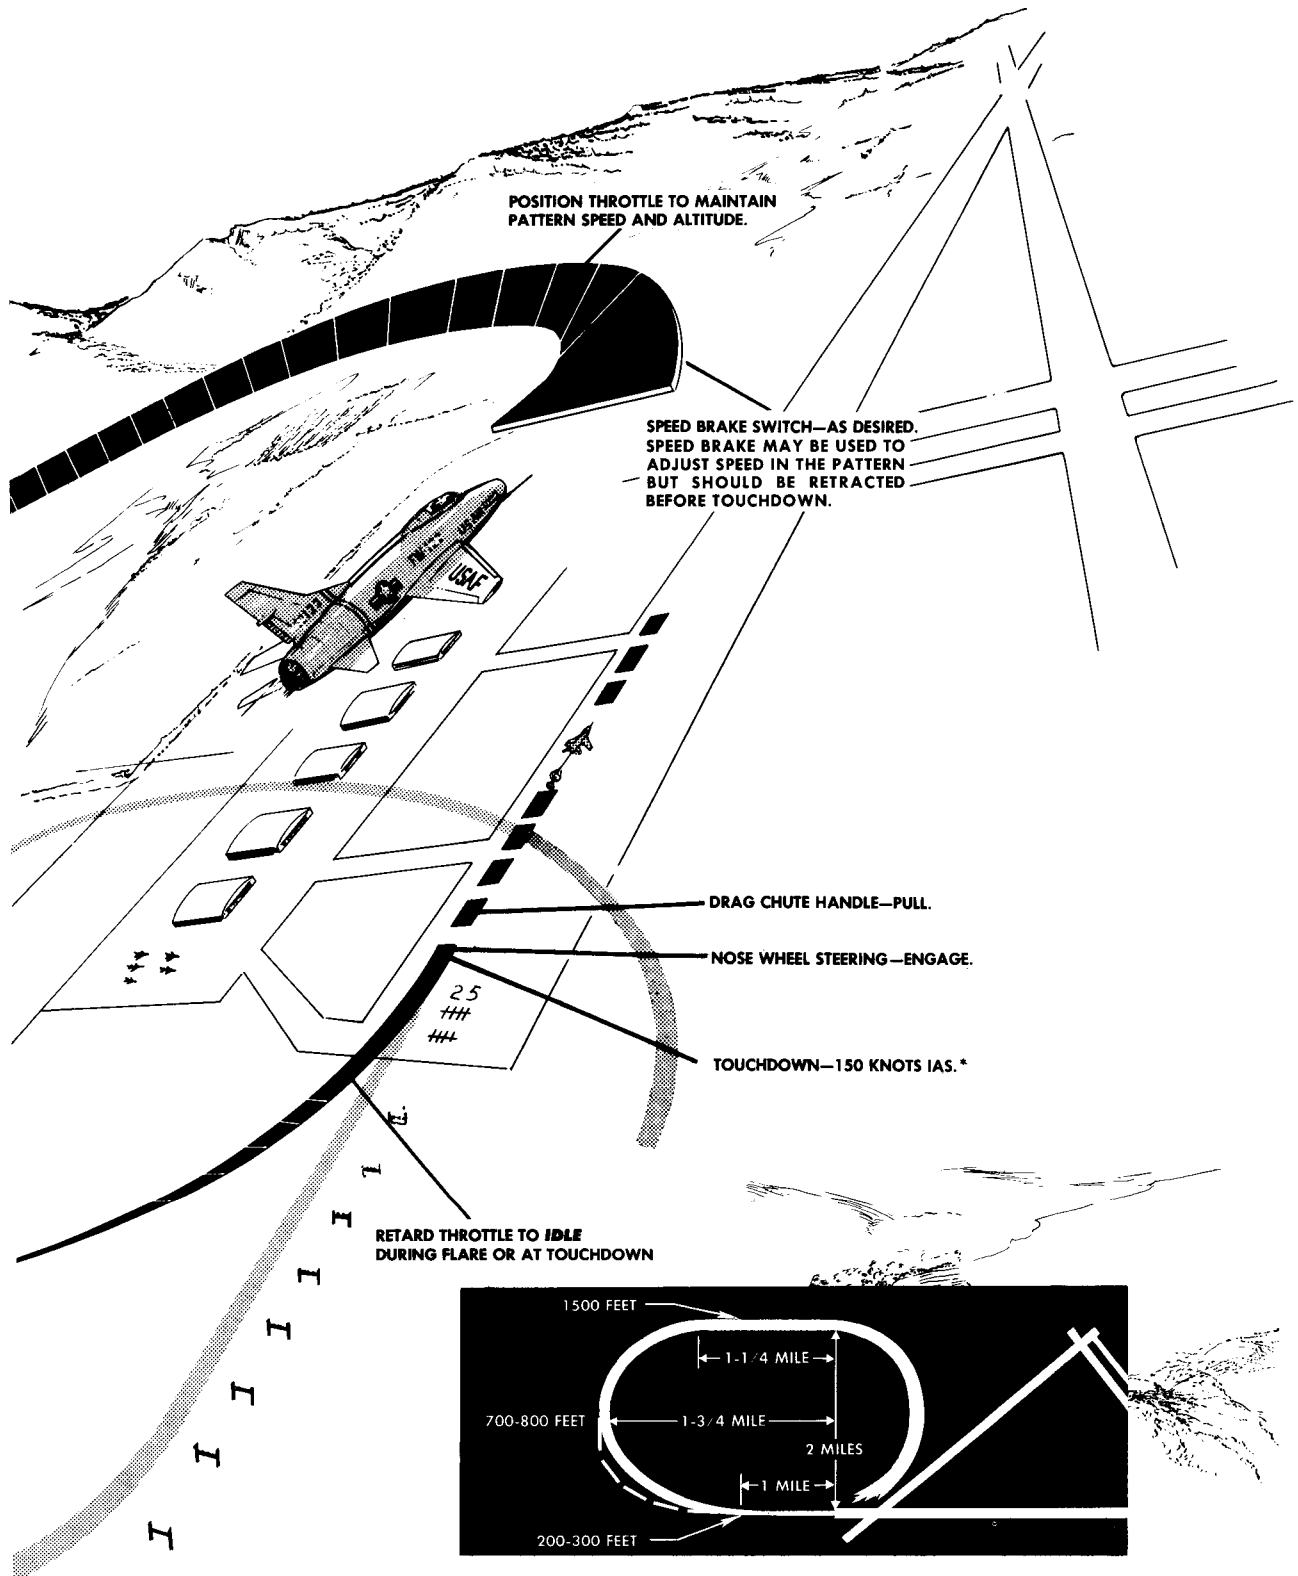 POSITION THROTTLE TO MAINTAIN
PATTERN SPEED AND ALTITUDE.
SPEED BRAKE SWITCH—AS DESIRED.
SPEED BRAKE MAY BE USED TO
ADJUST SPEED IN THE PATTERN
BUT SHOULD BE RETRACTED
BEFORE TOUCHDOWN.
USAF
DRAG CHUTE HANDLE—PULL.
NOSE WHEEL STEERING—ENGAGE.
25
TOUCHDOWN—150 KNOTS IAS.*
RETARD THROTTLE TO IDLE
DURING FLARE OR AT TOUCHDOWN
1500 FEET
1-1/4 MILE
700-800 FEET
1-3/4 MILE
2 MILES
1 MILE
200-300 FEET